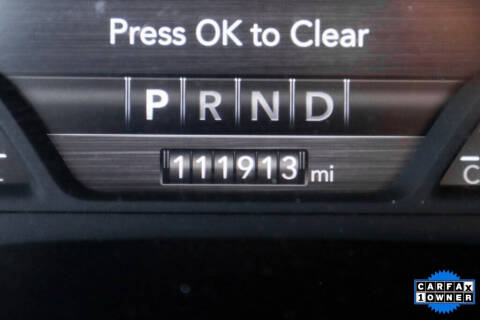 Press OK to Clear
P R N D
111913 mi
C
CARFAX
1 OWNER